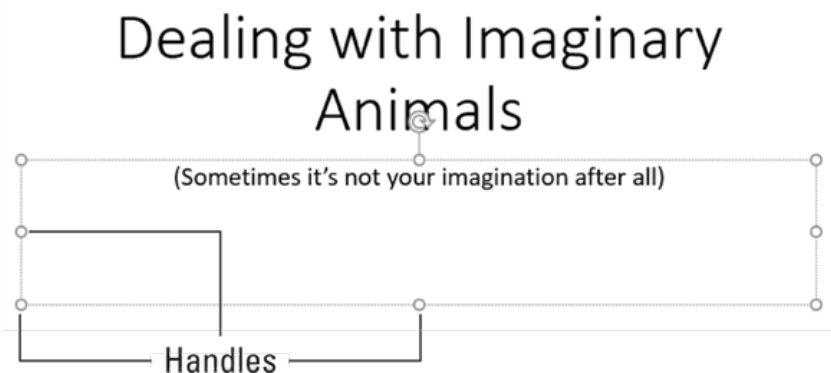 Dealing with Imaginary
Animals
(Sometimes it’s not your imagination after all)
Handles